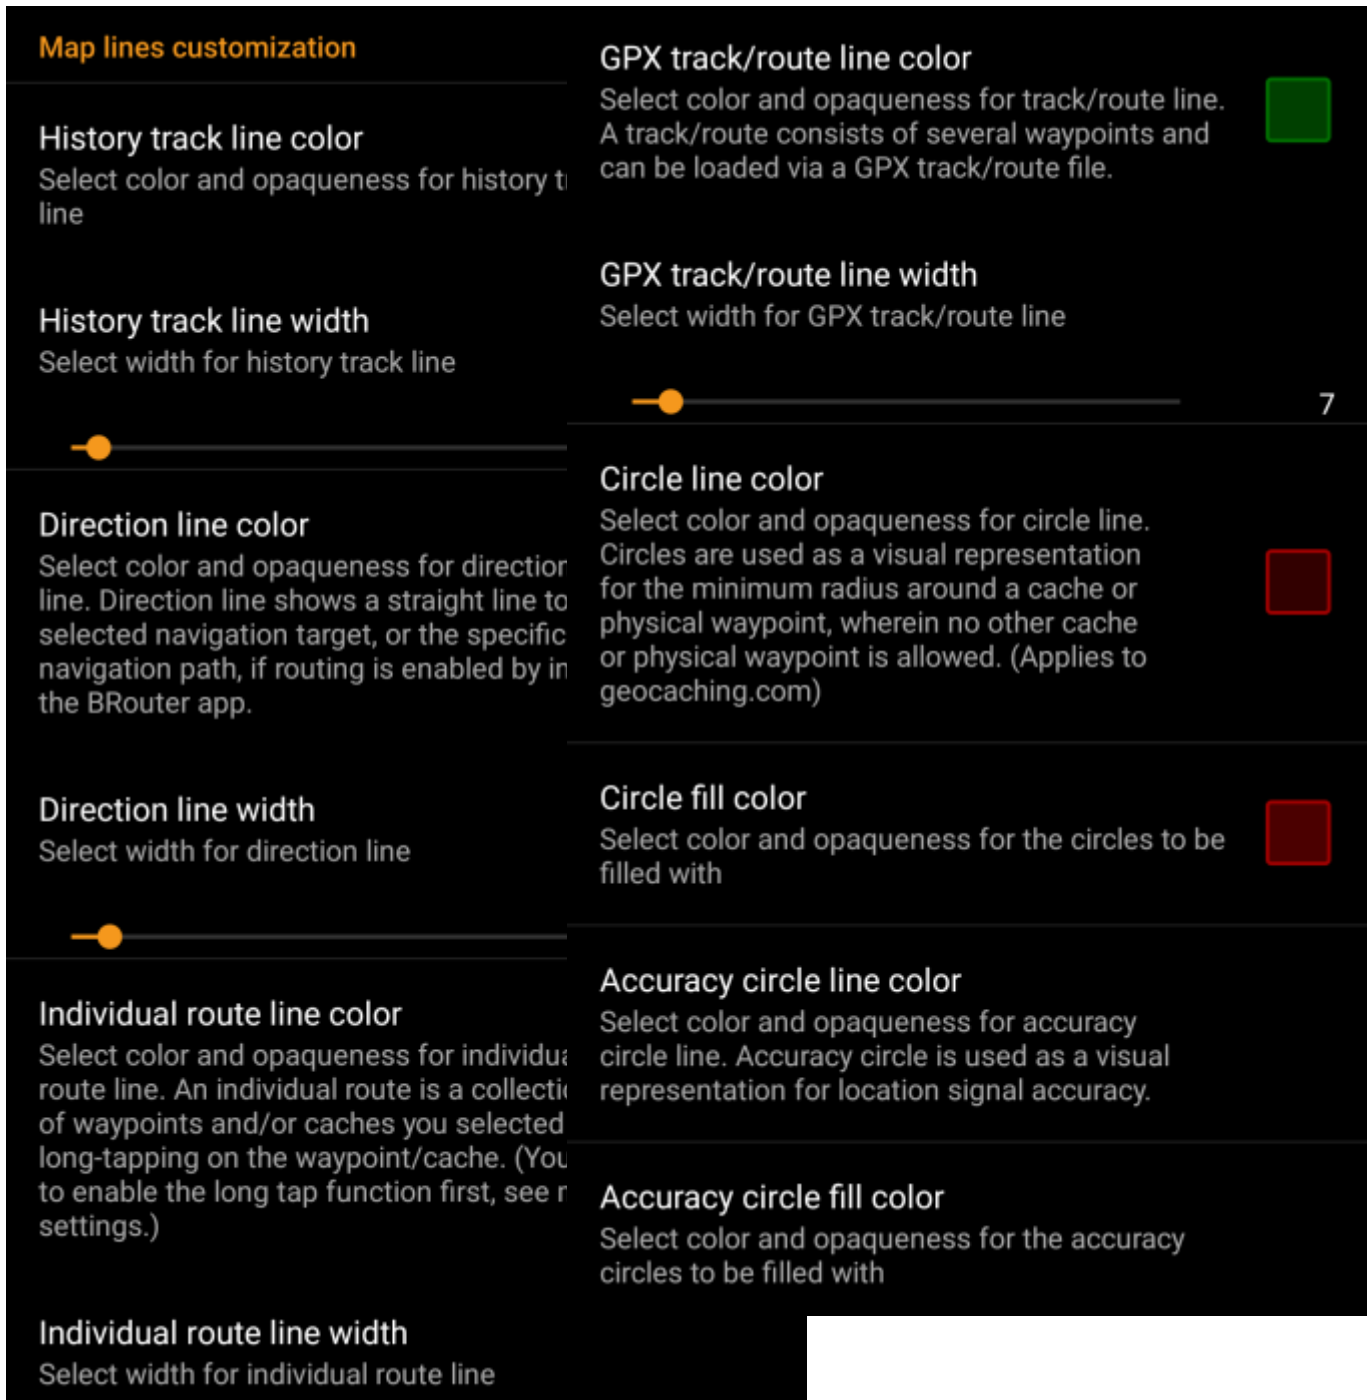 Map lines customization
History track line color
Select color and opaqueness for history
line
History track line width
Select width for history track line
Direction line color
Select color and opaqueness for direction
line. Direction line shows a straight line to
selected navigation target, or the specific
navigation path, if routing is enabled by
the BRouter app.
Direction line width
Select width for direction line
Individual route line color
Select color and opaqueness for
route line. An individual route is a
of waypoints and/or caches you selected
long-tapping on the waypoint/cache. (You
to enable the long tap function first, see
settings.)
Individual route line width
Select width for individual route line
GPX track/route line color
Select color and opaqueness for track/route line.
A track/route consists of several waypoints and
can be loaded via a GPX track/route file.
GPX track/route line width
Select width for GPX track/route line
7
Circle line color
Select color and opaqueness for circle line.
Circles are used as a visual representation
for the minimum radius around a cache or
physical waypoint, wherein no other cache
or physical waypoint is allowed. (Applies to
geocaching.com)
Circle fill color
Select color and opaqueness for the circles to be
filled with
Accuracy circle line color
Select color and opaqueness for accuracy
circle line. Accuracy circle is used as a visual
representation for location signal accuracy.
Accuracy circle fill color
Select color and opaqueness for the accuracy
circles to be filled with